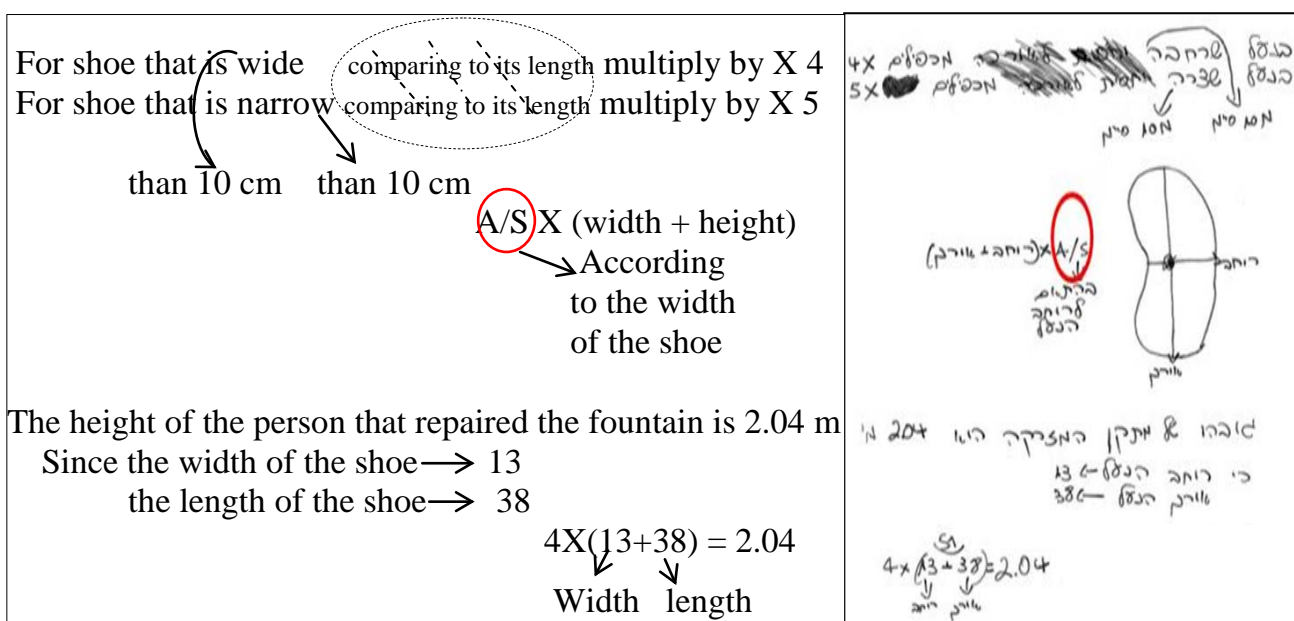 For shoe that is wide comparing to its length multiply by X 4
For shoe that is narrow comparing to its length multiply by X 5
than 10 cm than 10 cm
A/S X (width + height)
According
to the width
of the shoe
The height of the person that repaired the fountain is 2.04 m
Since the width of the shoe → 13
the length of the shoe → 38
4X(13+38) = 2.04
Width length
בנעל שרחבה מכפילים X4
בנעל שצרה מכפילים X5
מ10 ס"מ מ10 ס"מ
A/S x(רוחב+אורך)
בהתאם
לרוחב
הנעל
רוחב
אורך
גובהו של מתקן המזרקה הוא 204 מ'
כי רוחב הנעל → 13
אורך הנעל → 38
51
4x(13+38)=2.04
רוחב אורך